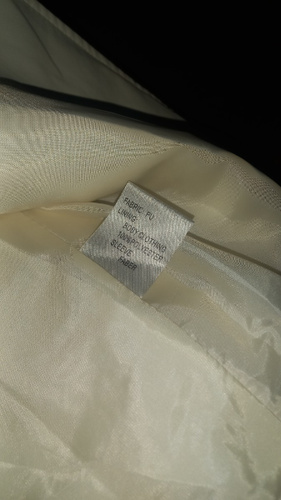 FABRIC: PU
LINING:
BODY:CLOTHING
100%POLYESTER
SLEEVE: